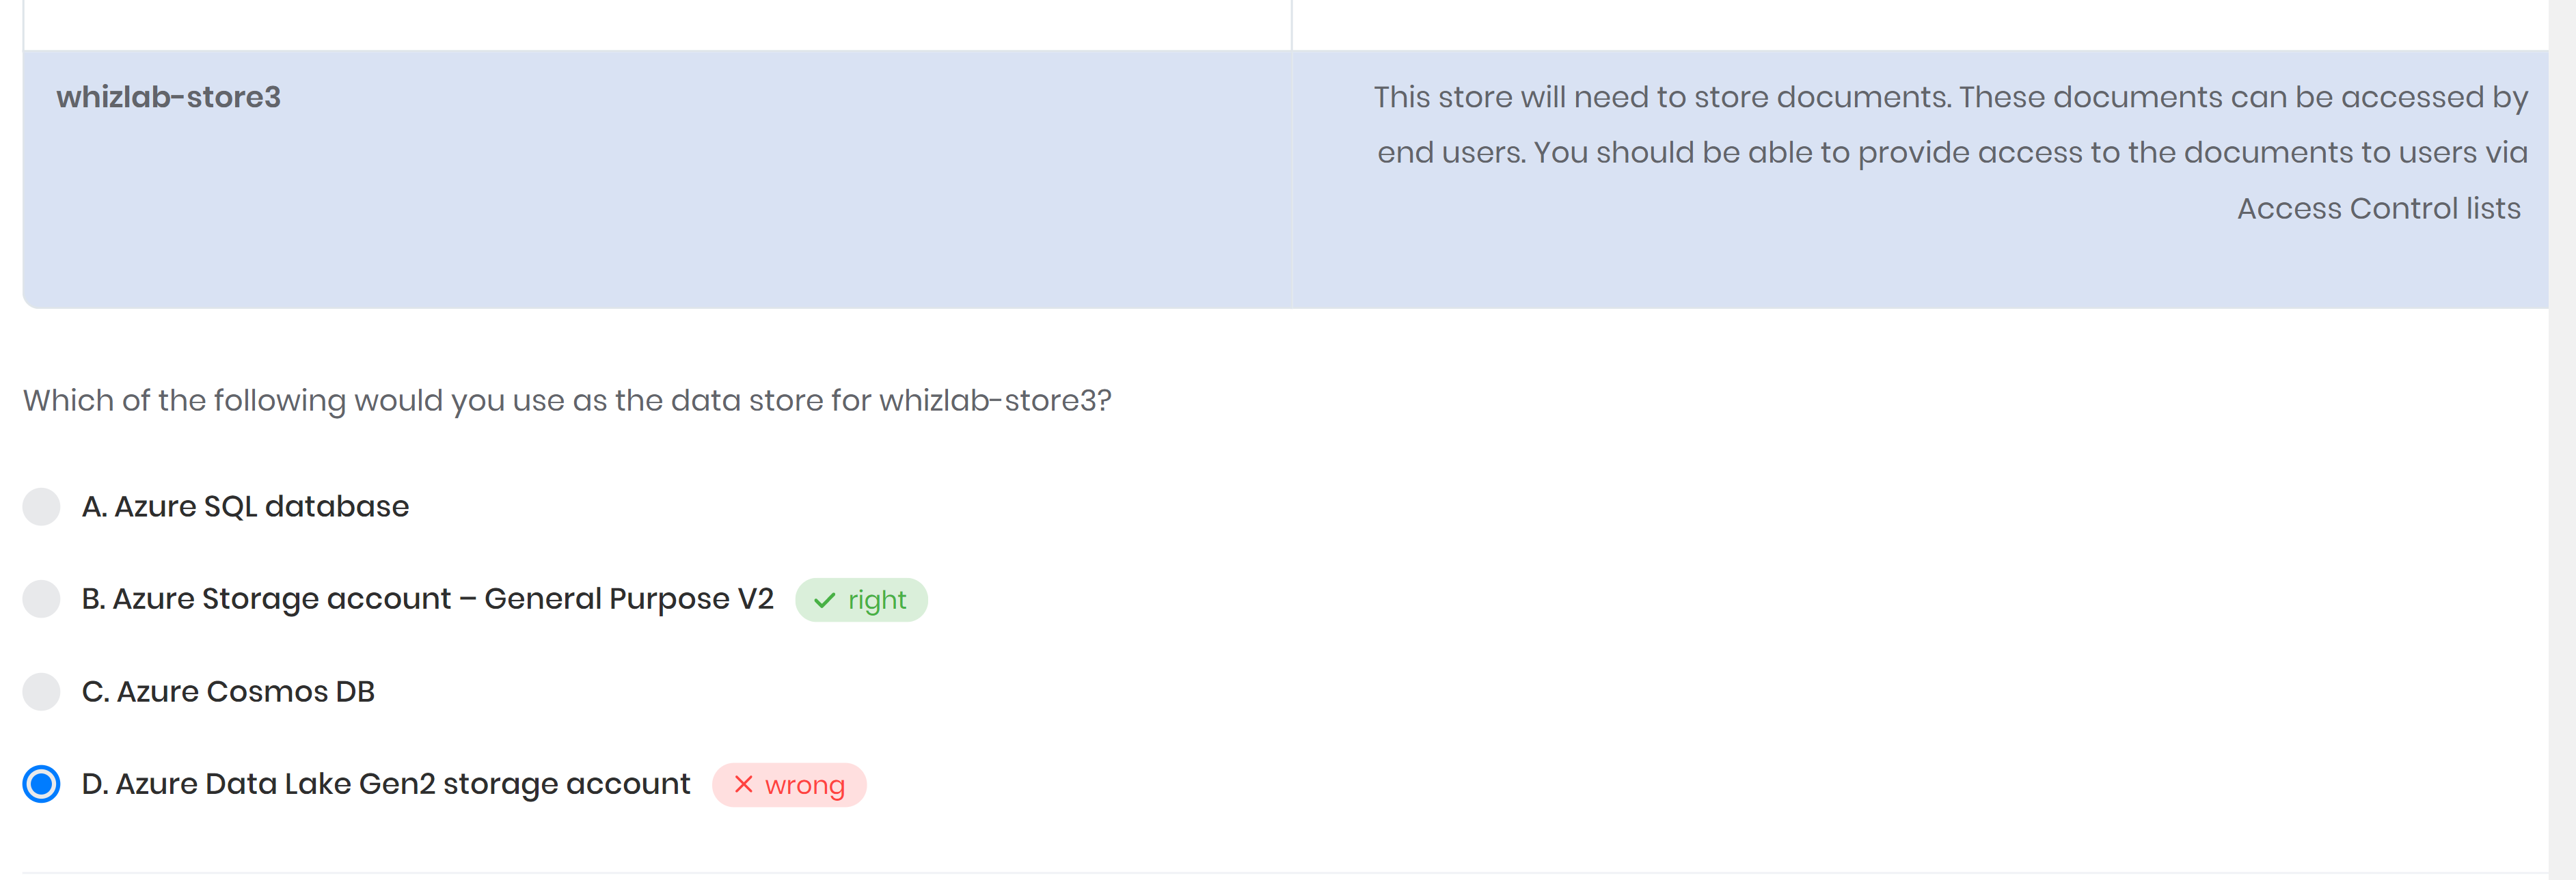 whizlab-store3
This store will need to store documents. These documents can be accessed by
end users. You should be able to provide access to the documents to users via
Access Control lists
Which of the following would you use as the data store for whizlab-store3?
A. Azure SQL database
B. Azure Storage account – General Purpose V2 right
C. Azure Cosmos DB
D. Azure Data Lake Gen2 storage account wrong